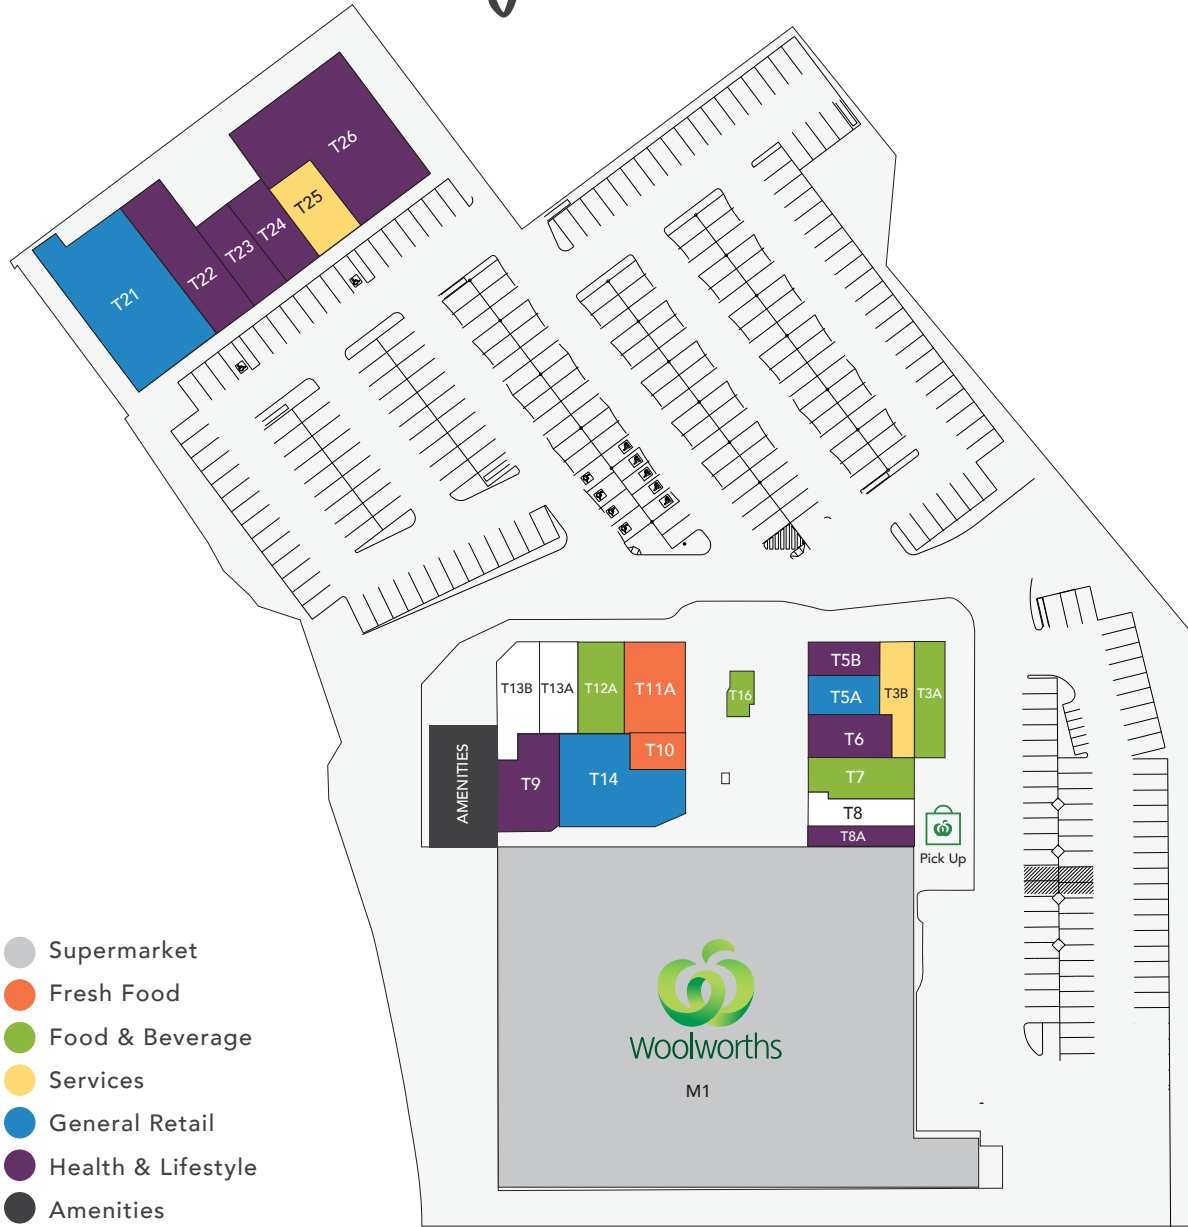 T26
T25
T24
T23
T22
T21
T13B
T13A
T12A
T11A
T16
T5B
T5A
T3B
T3A
T10
T6
AMENITIES
T9
T14
T7
T8
T8A
Pick Up
Woolworths
M1
Supermarket
Fresh Food
Food & Beverage
Services
General Retail
Health & Lifestyle
Amenities